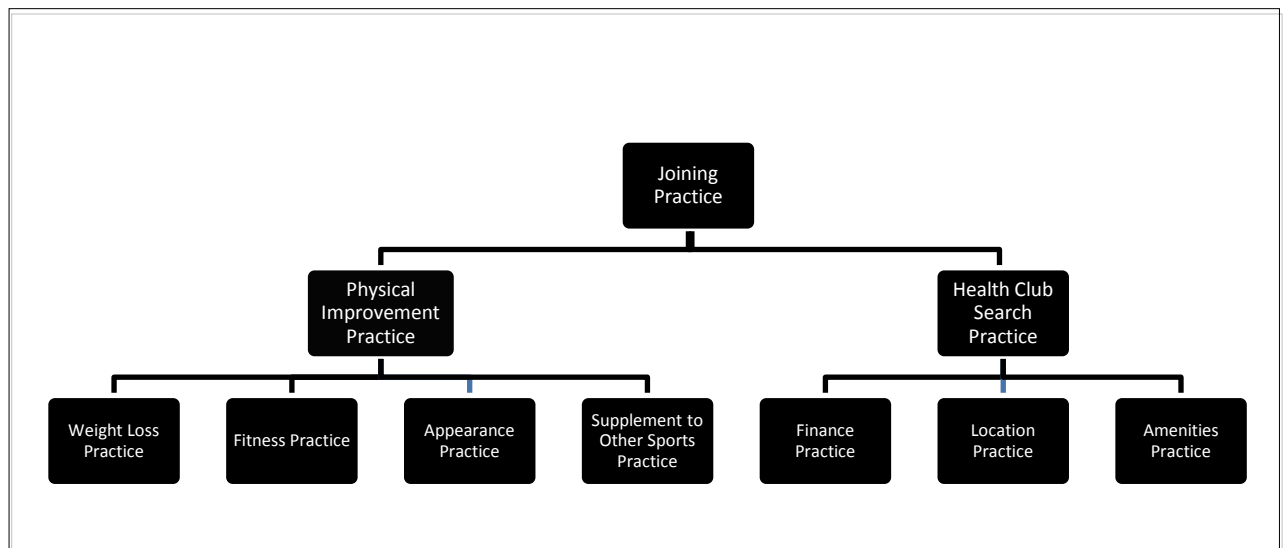 Joining
Practice
Physical
Improvement
Practice
Health Club
Search
Practice
Weight Loss
Practice
Fitness Practice
Appearance
Practice
Supplement to
Other Sports
Practice
Finance
Practice
Location
Practice
Amenities
Practice